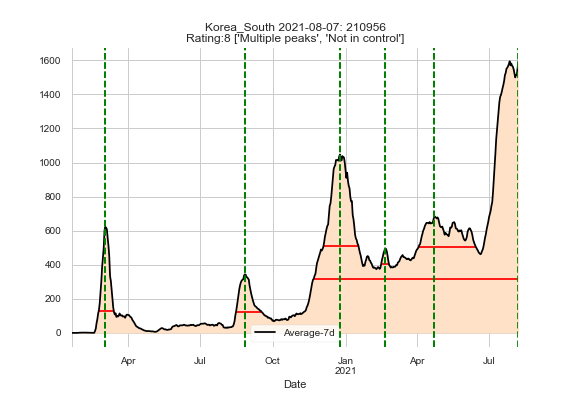 Korea_South 2021-08-07: 210956
Rating:8 ['Multiple peaks', 'Not in control']
1600
1400
1200
1000
800
600
400
200
0
Average-7d
Apr
Jul
Oct
Jan
2021
Apr
Jul
Date